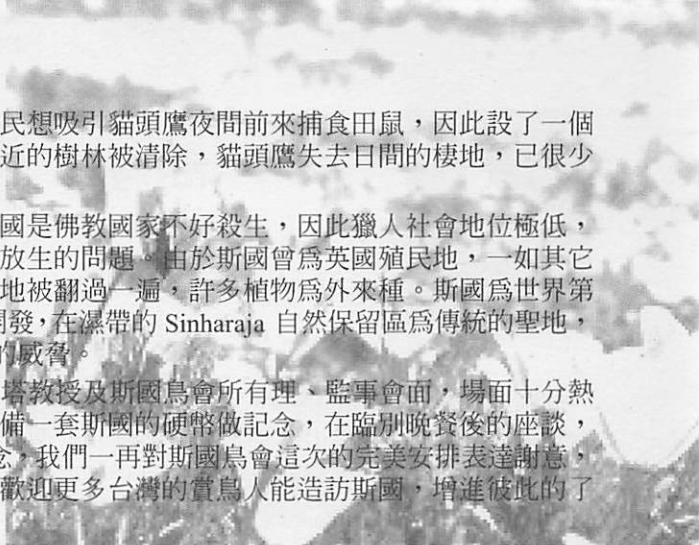 民想吸引貓頭鷹夜間前來捕食田鼠，因此設了一個
近的樹林被清除，貓頭鷹失去日間的棲地，已很少
國是佛教國家不好殺生，因此獵人社會地位極低，
放生的問題。由於斯國曾爲英國殖民地，一如其它
地被翻過一遍，許多植物爲外來種。斯國爲世界第
開發，在濕帶的 Sinharaja 自然保留區爲傳統的聖地，
的威脅。
塔教授及斯國鳥會所有理、監事會面，場面十分熱
備一套斯國的硬幣做記念，在臨別晚餐後的座談，
念，我們一再對斯國鳥會這次的完美安排表達謝意，
歡迎更多台灣的賞鳥人能造訪斯國，增進彼此的了